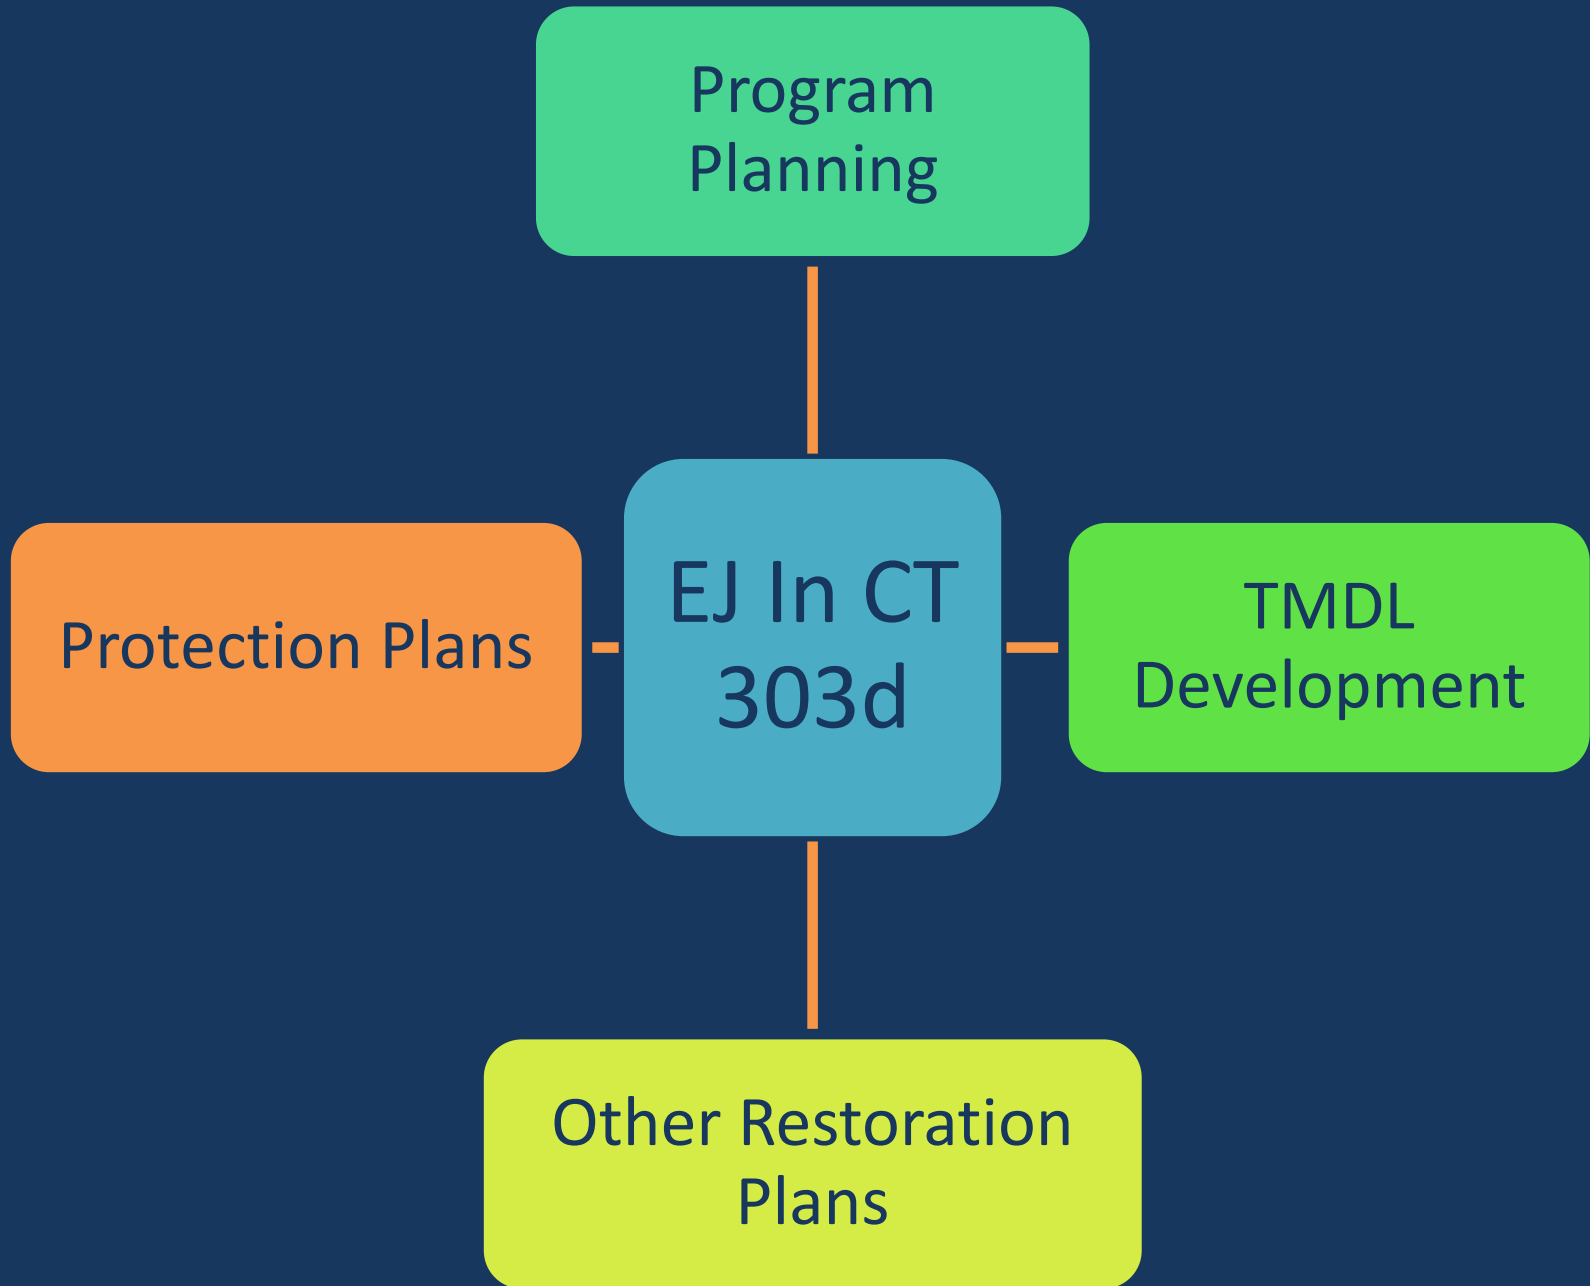 Program
Planning
Protection Plans
EJ In CT
303d
TMDL
Development
Other Restoration
Plans